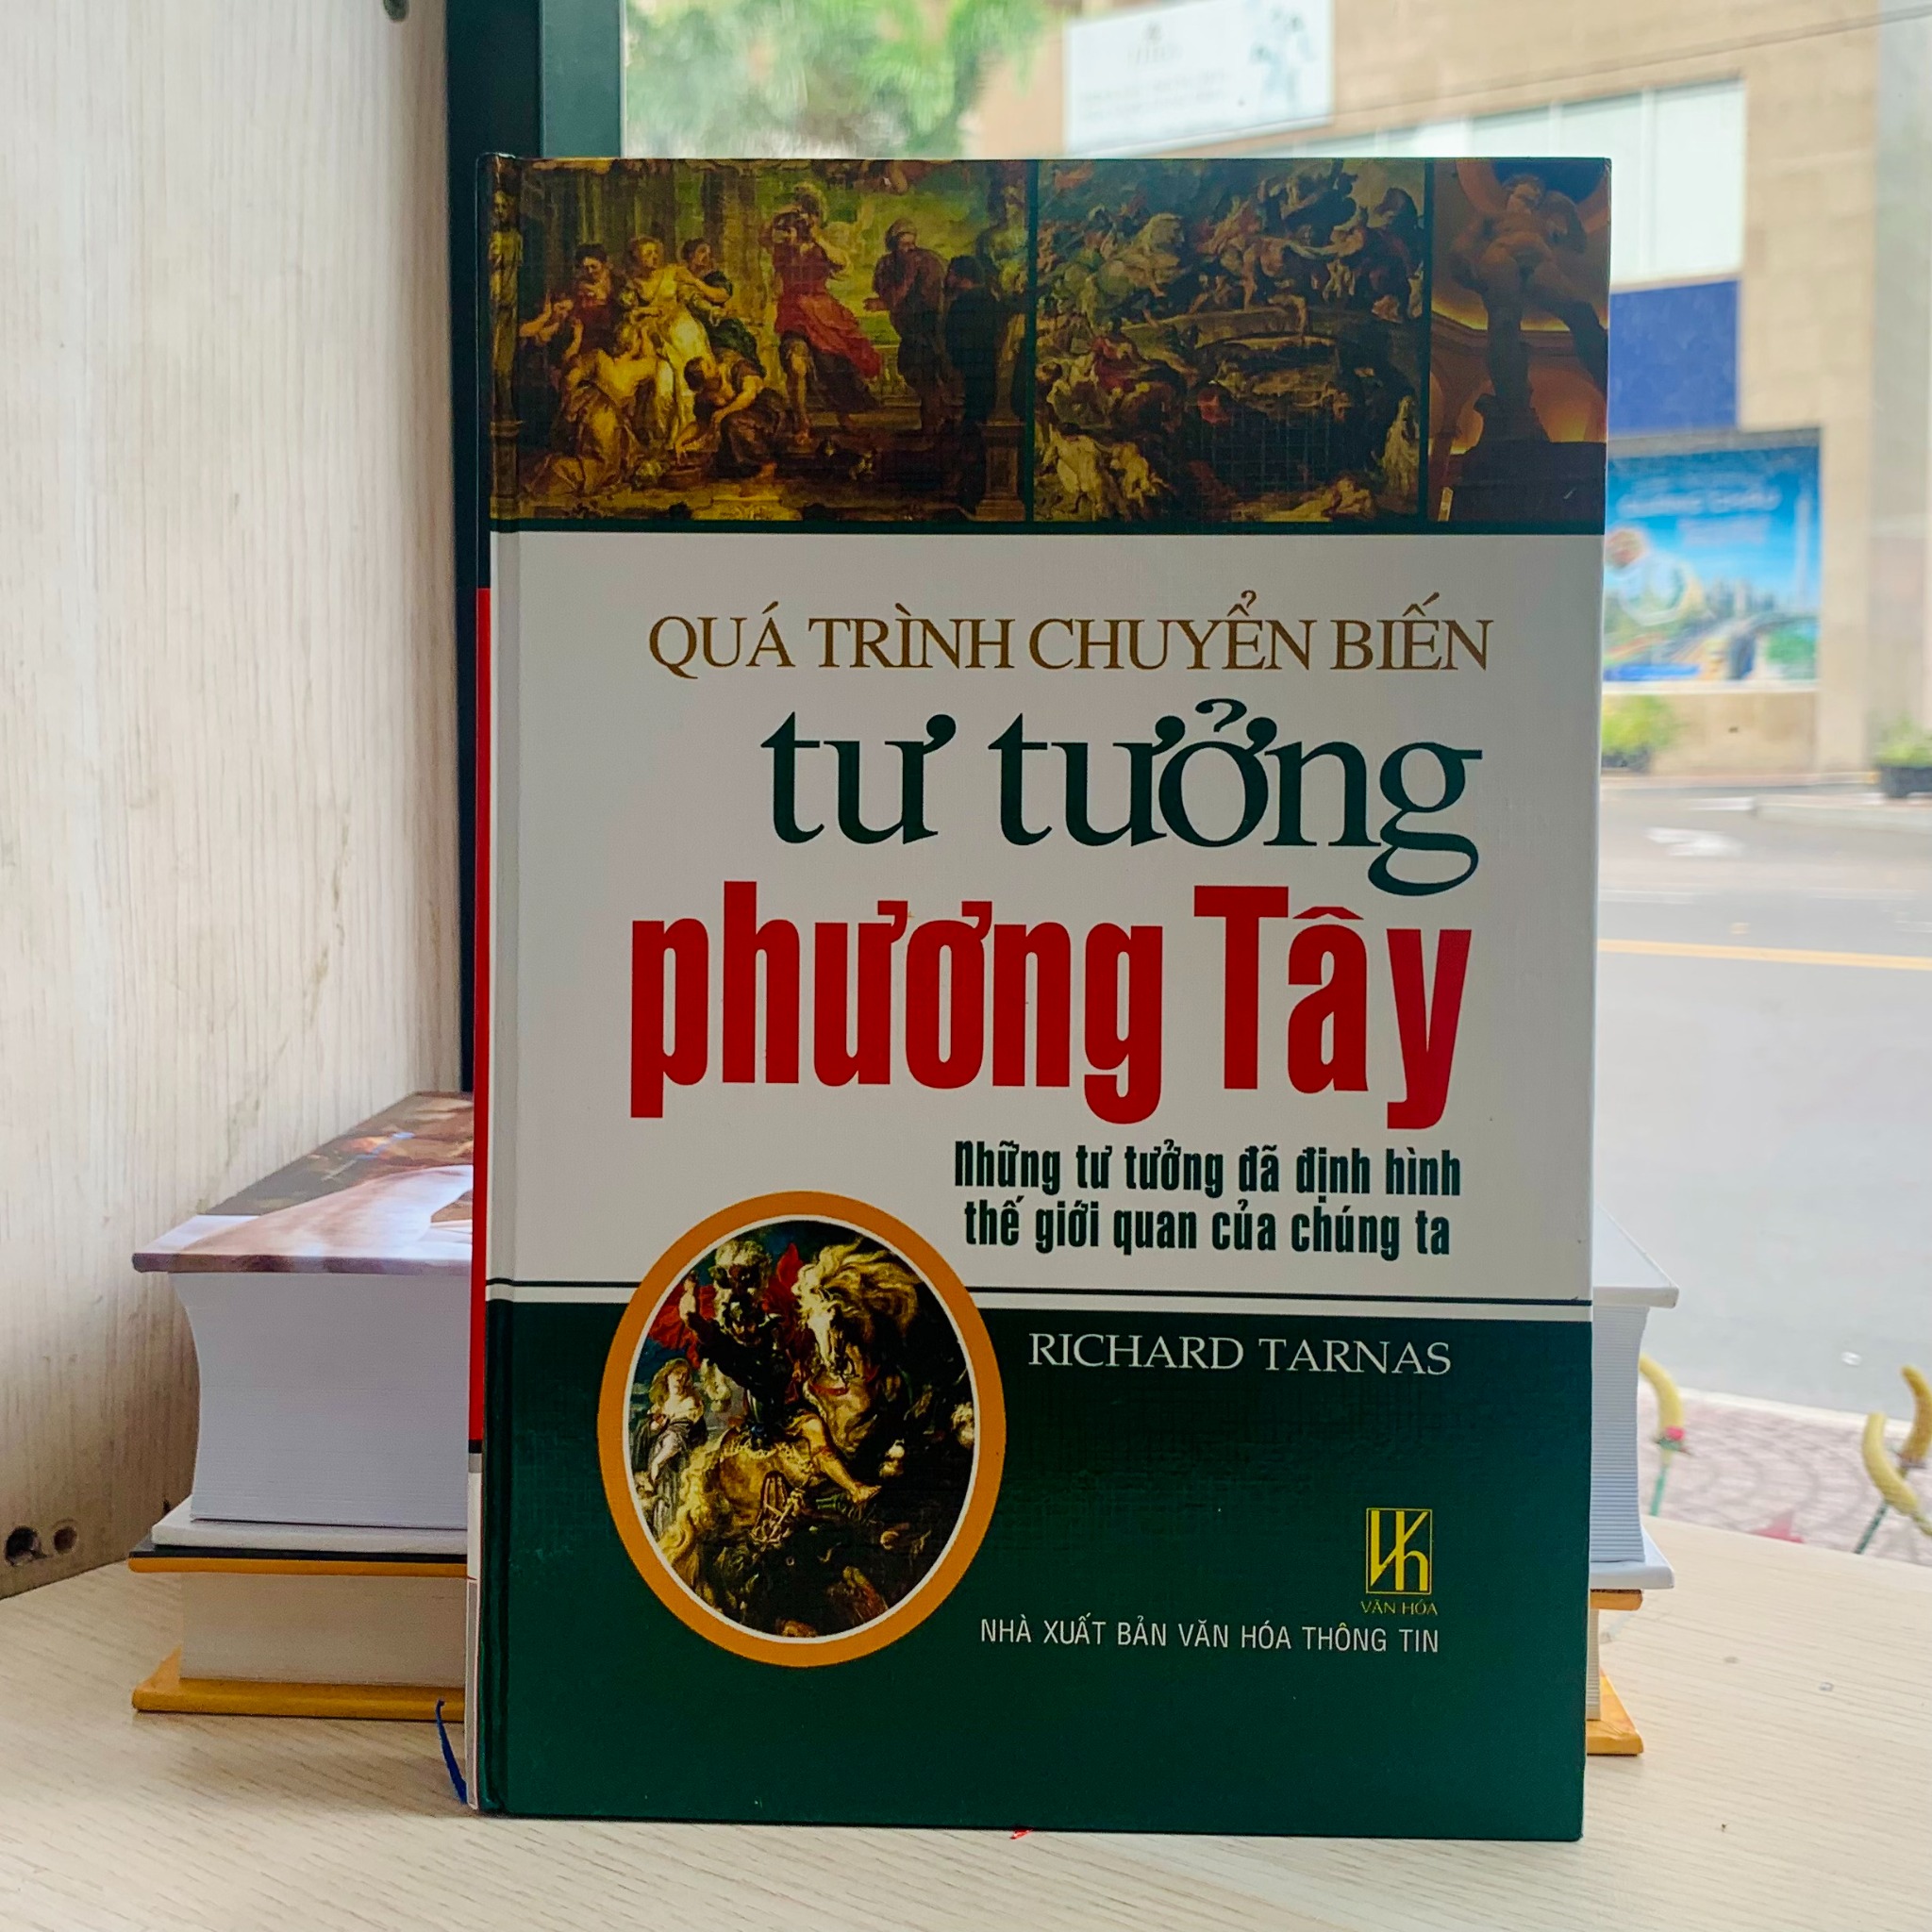 QUÁ TRÌNH CHUYỂN BIẾN
tư tưởng
phương Tây
Những tư tưởng đã định hình
thế giới quan của chúng ta
RICHARD TARNAS
Vh
VĂN HÓA
NHÀ XUẤT BẢN VĂN HÓA THÔNG TIN